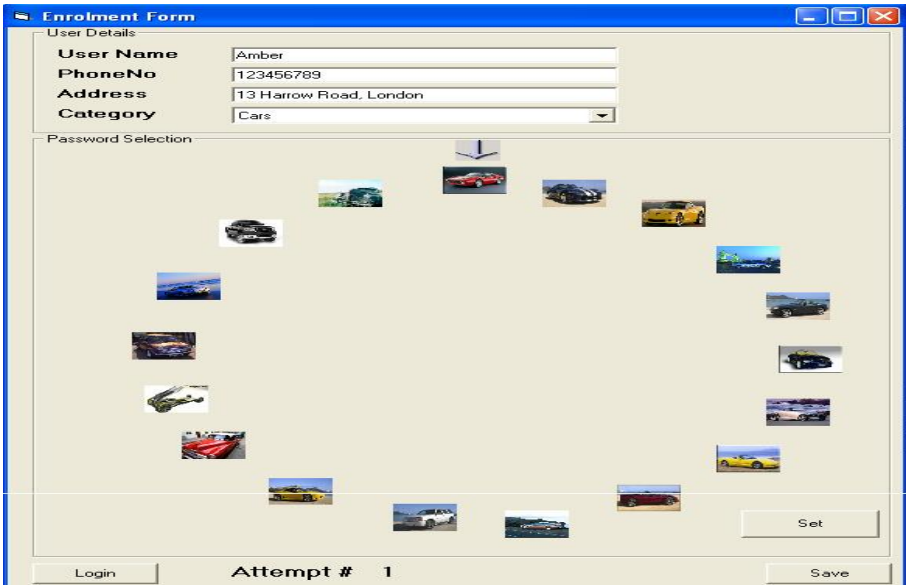 Enrolment Form
User Details
User Name Amber
PhoneNo 123456789
Address 13 Harrow Road, London
Category Cars
Password Selection
Set
Login Attempt # 1 Save